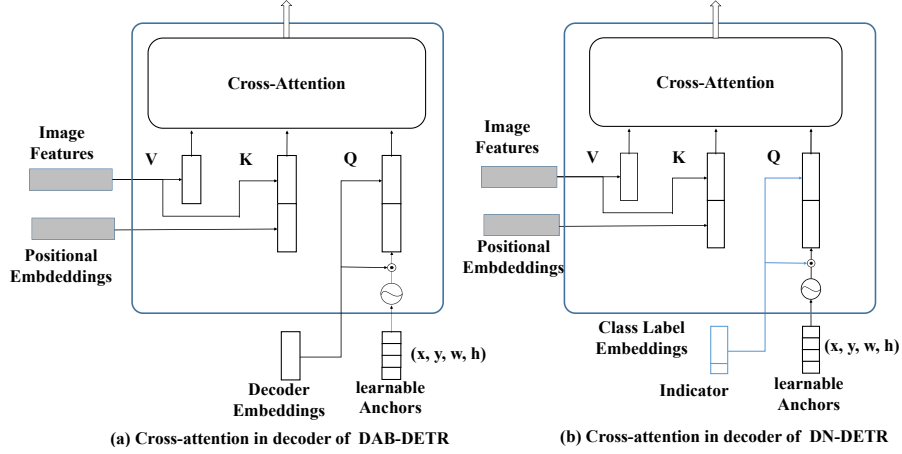 Cross-Attention
Image
Features
V
K
Q
Positional
Embdeddings
(x, y, w, h)
Decoder
Embeddings
learnable
Anchors
(a) Cross-attention in decoder of DAB-DETR
Cross-Attention
Image
Features
V
K
Q
Positional
Embdeddings
Class Label
Embeddings
(x, y, w, h)
Indicator
learnable
Anchors
(b) Cross-attention in decoder of DN-DETR